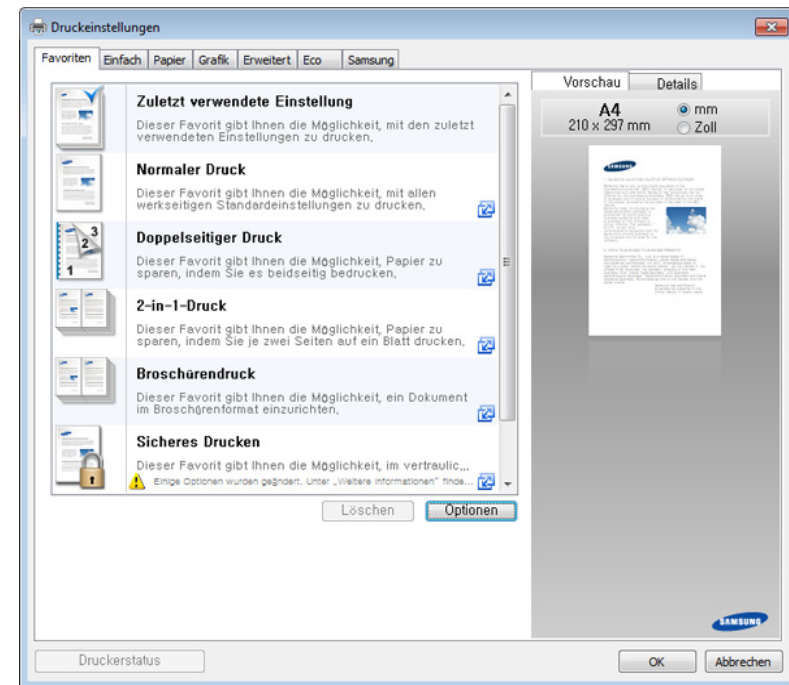 Druckeinstellungen
Favoriten Einfach Papier Grafik Erweitert Eco Samsung
Zuletzt verwendete Einstellung
Dieser Favorit gibt Ihnen die Möglichkeit, mit den zuletzt
verwendeten Einstellungen zu drucken.
Normaler Druck
Dieser Favorit gibt Ihnen die Möglichkeit, mit allen
werkseitigen Standardeinstellungen zu drucken.
1 2 3
Doppelseitiger Druck
Dieser Favorit gibt Ihnen die Möglichkeit, Papier zu
sparen, indem Sie es beidseitig bedrucken.
2-in-1-Druck
Dieser Favorit gibt Ihnen die Möglichkeit, Papier zu
sparen, indem Sie je zwei Seiten auf ein Blatt drucken.
Broschürendruck
Dieser Favorit gibt Ihnen die Möglichkeit, ein Dokument
im Broschürenformat einzurichten.
Sicheres Drucken
Dieser Favorit gibt Ihnen die Möglichkeit, im vertraulic...
Einige Optionen wurden geändert. Unter „Weitere Informationen" finde...
Löschen Optionen
Vorschau Details
A4 mm
210 x 297 mm Zoll
SAMSUNG
SAMSUNG
Druckerstatus OK Abbrechen